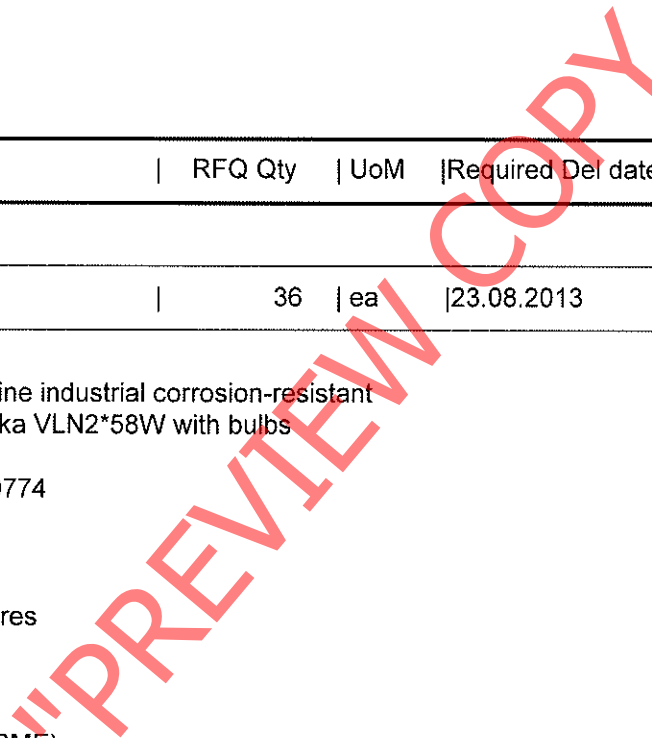 | RFQ Qty | UoM |Required Del date
| 36 | ea |23.08.2013
ine industrial corrosion-resistant
ka VLN2*58W with bulbs
774
res
"PREVIEW COPY